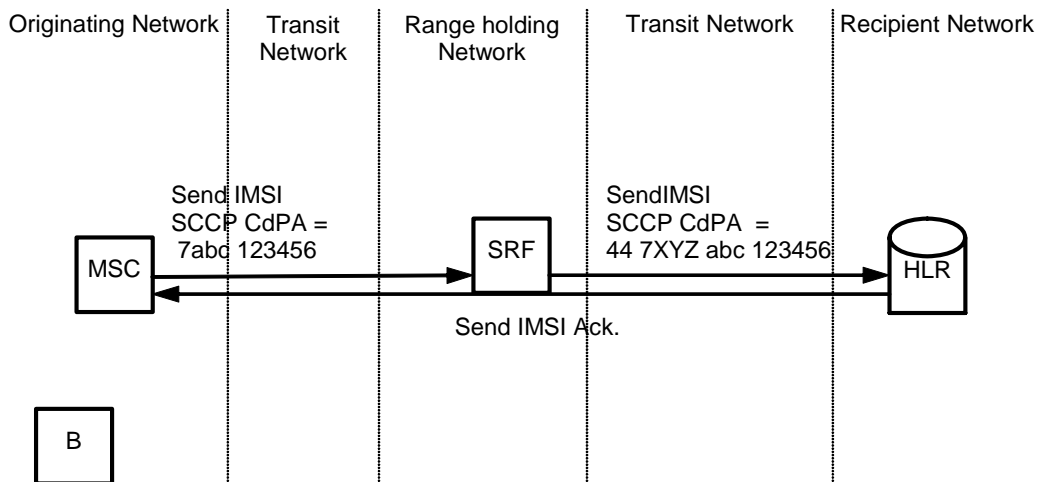 Originating Network
Transit
Network
Range holding
Network
Transit Network
Recipient Network
Send IMSI
SCCP CdPA =
7abc 123456
SendIMSI
SCCP CdPA =
44 7XYZ abc 123456
MSC
SRF
HLR
Send IMSI Ack.
B